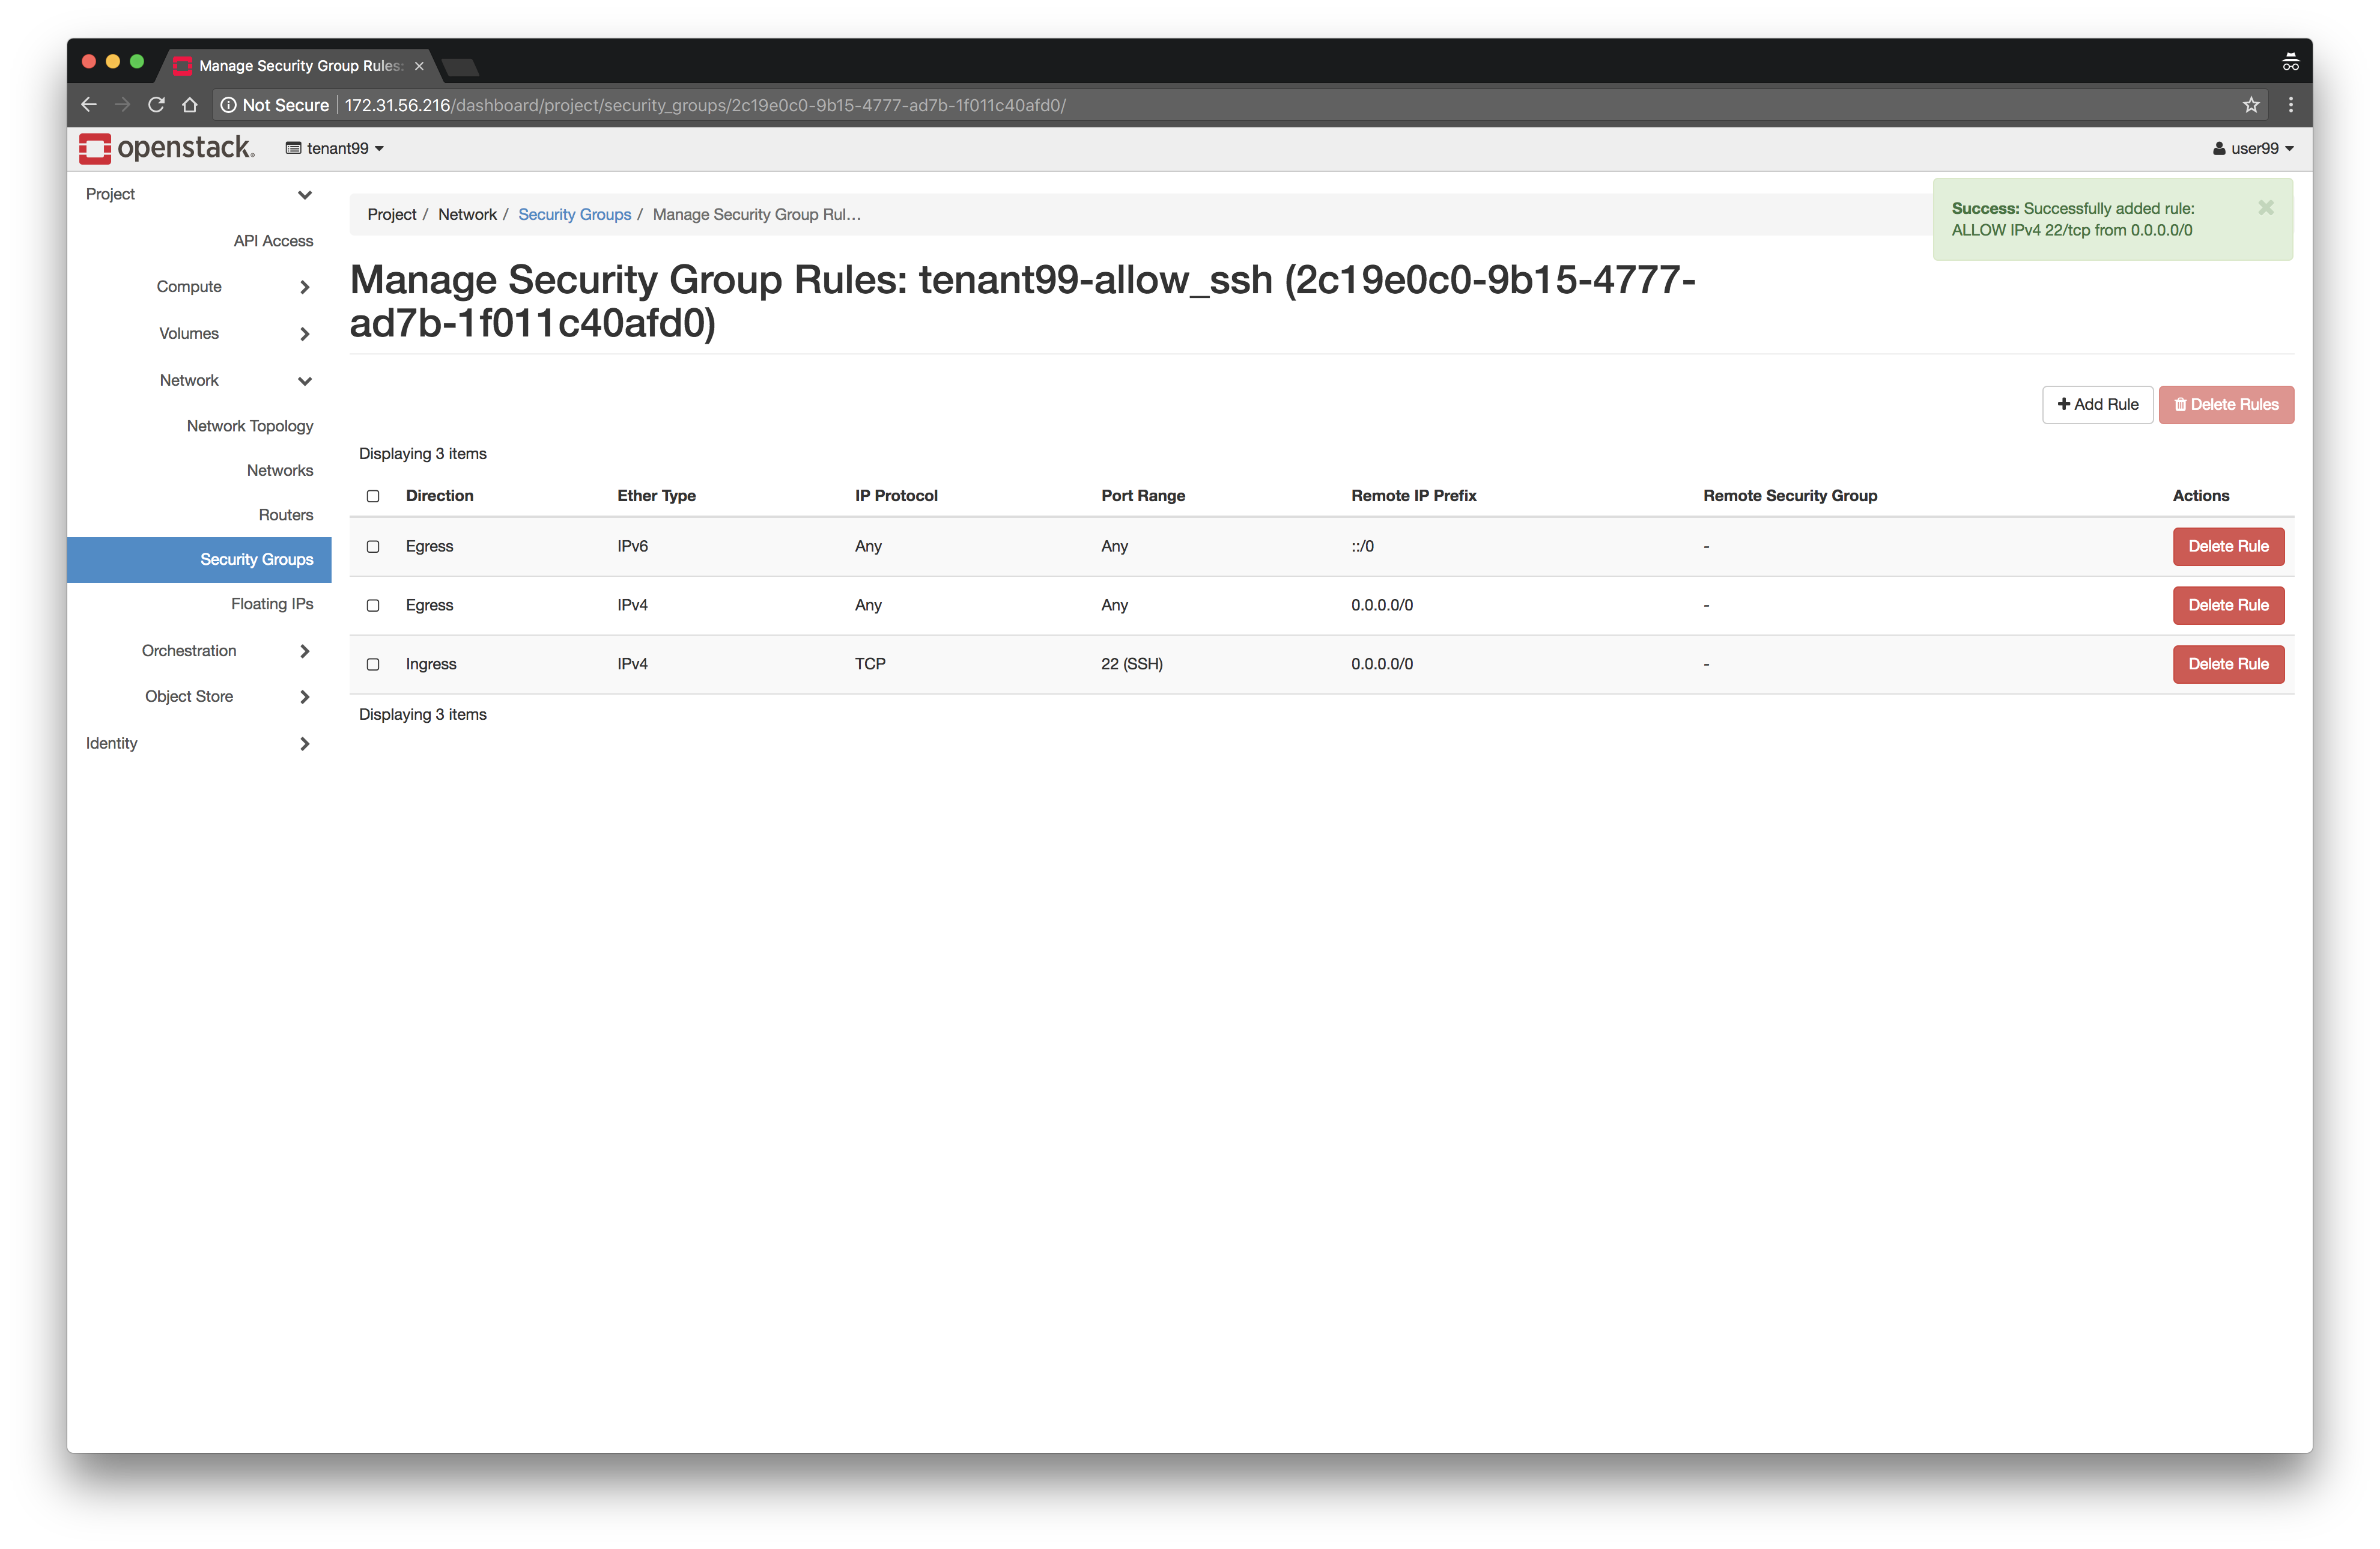 Manage Security Group Rules:
Not Secure 172.31.56.216/dashboard/project/security_groups/2c19e0c0-9b15-4777-ad7b-1f011c40afd0/
openstack. tenant99 user99
Project
API Access
Compute
Volumes
Network
Network Topology
Networks
Routers
Security Groups
Floating IPs
Orchestration
Object Store
Identity
Project / Network / Security Groups / Manage Security Group Rul…
Success: Successfully added rule:
ALLOW IPv4 22/tcp from 0.0.0.0/0
Manage Security Group Rules: tenant99-allow_ssh (2c19e0c0-9b15-4777-
ad7b-1f011c40afd0)
Add Rule Delete Rules
Displaying 3 items
Direction Ether Type IP Protocol Port Range Remote IP Prefix Remote Security Group Actions
Egress IPv6 Any Any ::/0 - Delete Rule
Egress IPv4 Any Any 0.0.0.0/0 - Delete Rule
Ingress IPv4 TCP 22 (SSH) 0.0.0.0/0 - Delete Rule
Displaying 3 items